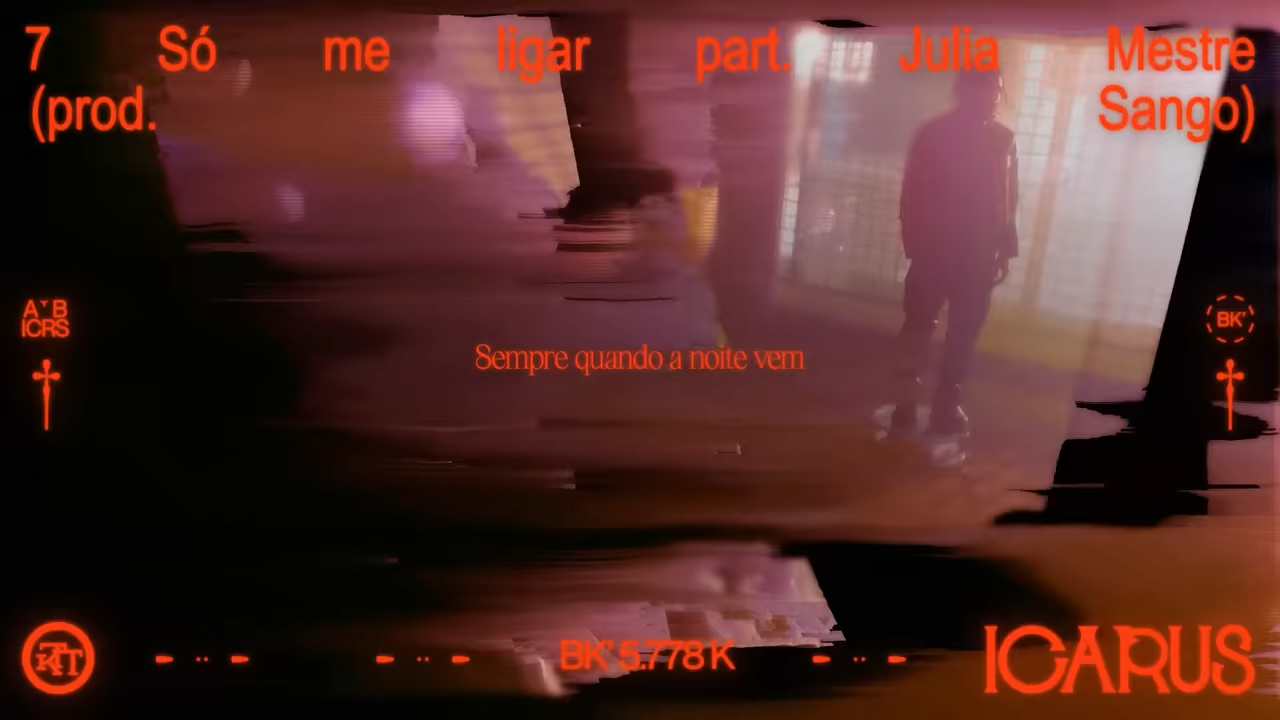 7 Só me ligar part. Julia Mestre
(prod. Sango)
A B
ICRS
BK'
Sempre quando a noite vem
BK' 5.778 K
ICARUS